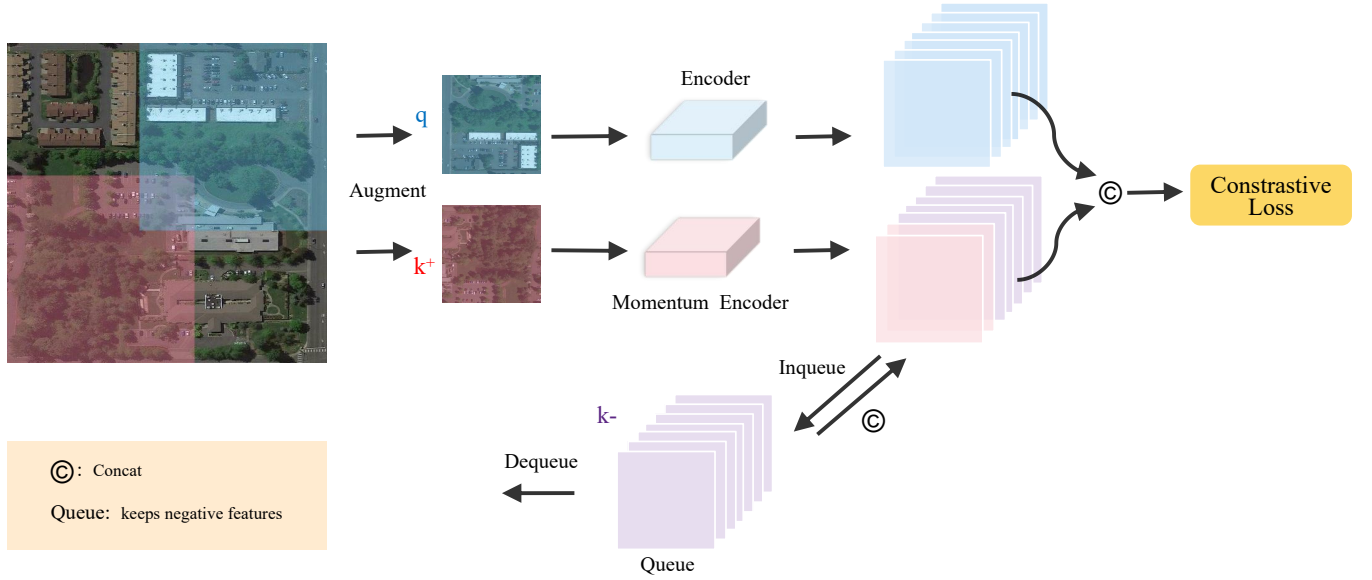 Encoder
q
Augment
k⁺
Momentum Encoder
©
Constrastive
Loss
Inqueue
©
k-
Dequeue
Queue
©: Concat
Queue: keeps negative features